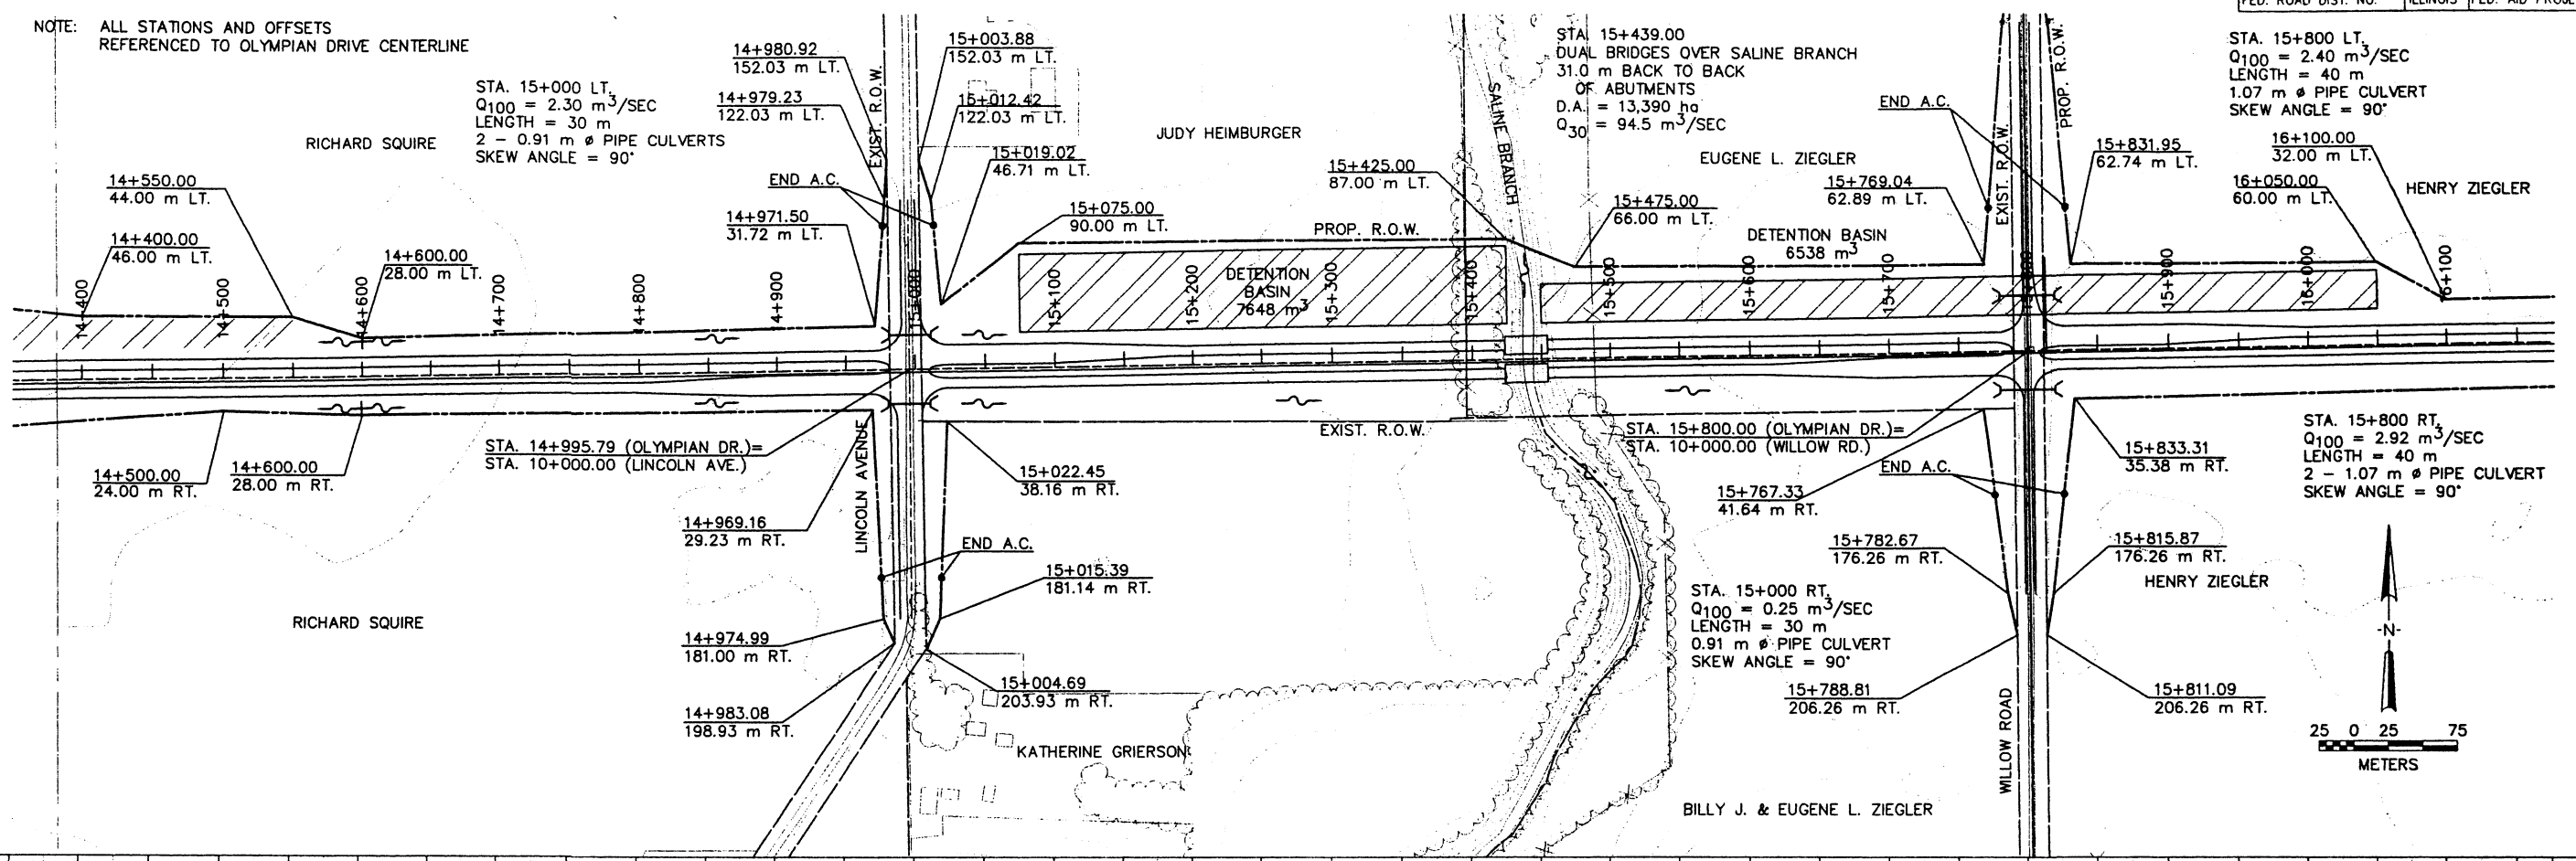 NOTE: ALL STATIONS AND OFFSETS
REFERENCED TO OLYMPIAN DRIVE CENTERLINE
FED. ROAD DIST. NO. ILLINOIS FED. AID
STA. 15+000 LT.
Q100 = 2.30 m³/SEC
LENGTH = 30 m
2 - 0.91 m ø PIPE CULVERTS
SKEW ANGLE = 90°
RICHARD SQUIRE
14+980.92
152.03 m LT.
14+979.23
122.03 m LT.
EXIST. R.O.W.
15+003.88
152.03 m LT.
15+012.42
122.03 m LT.
15+019.02
46.71 m LT.
END A.C.
14+971.50
31.72 m LT.
14+550.00
44.00 m LT.
14+400.00
46.00 m LT.
14+600.00
28.00 m LT.
JUDY HEIMBURGER
15+075.00
90.00 m LT.
PROP. R.O.W.
15+425.00
87.00 m LT.
SALINE BRANCH
STA. 15+439.00
DUAL BRIDGES OVER SALINE BRANCH
31.0 m BACK TO BACK
OF ABUTMENTS
D.A. = 13,390 ha
Q30 = 94.5 m³/SEC
EUGENE L. ZIEGLER
15+475.00
66.00 m LT.
15+769.04
62.89 m LT.
END A.C.
EXIST. R.O.W.
PROP. R.O.W.
15+831.95
62.74 m LT.
STA. 15+800 LT.
Q100 = 2.40 m³/SEC
LENGTH = 40 m
1.07 m ø PIPE CULVERT
SKEW ANGLE = 90°
16+100.00
32.00 m LT.
16+050.00
60.00 m LT.
HENRY ZIEGLER
DETENTION
BASIN
7648 m³
DETENTION BASIN
6538 m³
14+400
14+500
14+600
14+700
14+800
14+900
15+000
15+100
15+200
15+300
15+400
15+500
15+600
15+700
15+900
16+000
16+100
14+500.00
24.00 m RT.
14+600.00
28.00 m RT.
STA. 14+995.79 (OLYMPIAN DR.)=
STA. 10+000.00 (LINCOLN AVE.)
LINCOLN AVENUE
15+022.45
38.16 m RT.
EXIST. R.O.W.
STA. 15+800.00 (OLYMPIAN DR.)=
STA. 10+000.00 (WILLOW RD.)
END A.C.
15+833.31
35.38 m RT.
STA. 15+800 RT.
Q100 = 2.92 m³/SEC
LENGTH = 40 m
2 - 1.07 m ø PIPE CULVERT
SKEW ANGLE = 90°
14+969.16
29.23 m RT.
END A.C.
15+767.33
41.64 m RT.
15+782.67
176.26 m RT.
15+815.87
176.26 m RT.
HENRY ZIEGLER
15+015.39
181.14 m RT.
STA. 15+000 RT.
Q100 = 0.25 m³/SEC
LENGTH = 30 m
0.91 m ø PIPE CULVERT
SKEW ANGLE = 90°
RICHARD SQUIRE
14+974.99
181.00 m RT.
15+004.69
203.93 m RT.
14+983.08
198.93 m RT.
KATHERINE GRIERSON
15+788.81
206.26 m RT.
15+811.09
206.26 m RT.
WILLOW ROAD
BILLY J. & EUGENE L. ZIEGLER
-N-
25 0 25 75
METERS